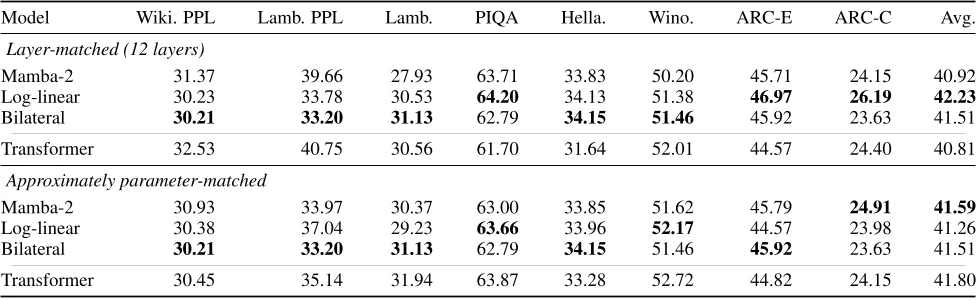 Model Wiki. PPL Lamb. PPL Lamb. PIQA Hella. Wino. ARC-E ARC-C Avg.
Layer-matched (12 layers)
Mamba-2 31.37 39.66 27.93 63.71 33.83 50.20 45.71 24.15 40.92
Log-linear 30.23 33.78 30.53 64.20 34.13 51.38 46.97 26.19 42.23
Bilateral 30.21 33.20 31.13 62.79 34.15 51.46 45.92 23.63 41.51
Transformer 32.53 40.75 30.56 61.70 31.64 52.01 44.57 24.40 40.81
Approximately parameter-matched
Mamba-2 30.93 33.97 30.37 63.00 33.85 51.62 45.79 24.91 41.59
Log-linear 30.38 37.04 29.23 63.66 33.96 52.17 44.57 23.98 41.26
Bilateral 30.21 33.20 31.13 62.79 34.15 51.46 45.92 23.63 41.51
Transformer 30.45 35.14 31.94 63.87 33.28 52.72 44.82 24.15 41.80